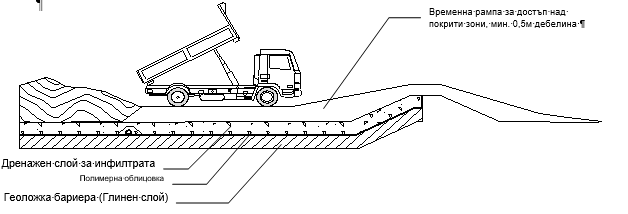 Временна рампа за достъп над
покрити зони, мин. 0,5м дебелина ¶
Дренажен слой за инфилтрата
Полимерна облицовка
Геоложка бариера (Глинен слой)